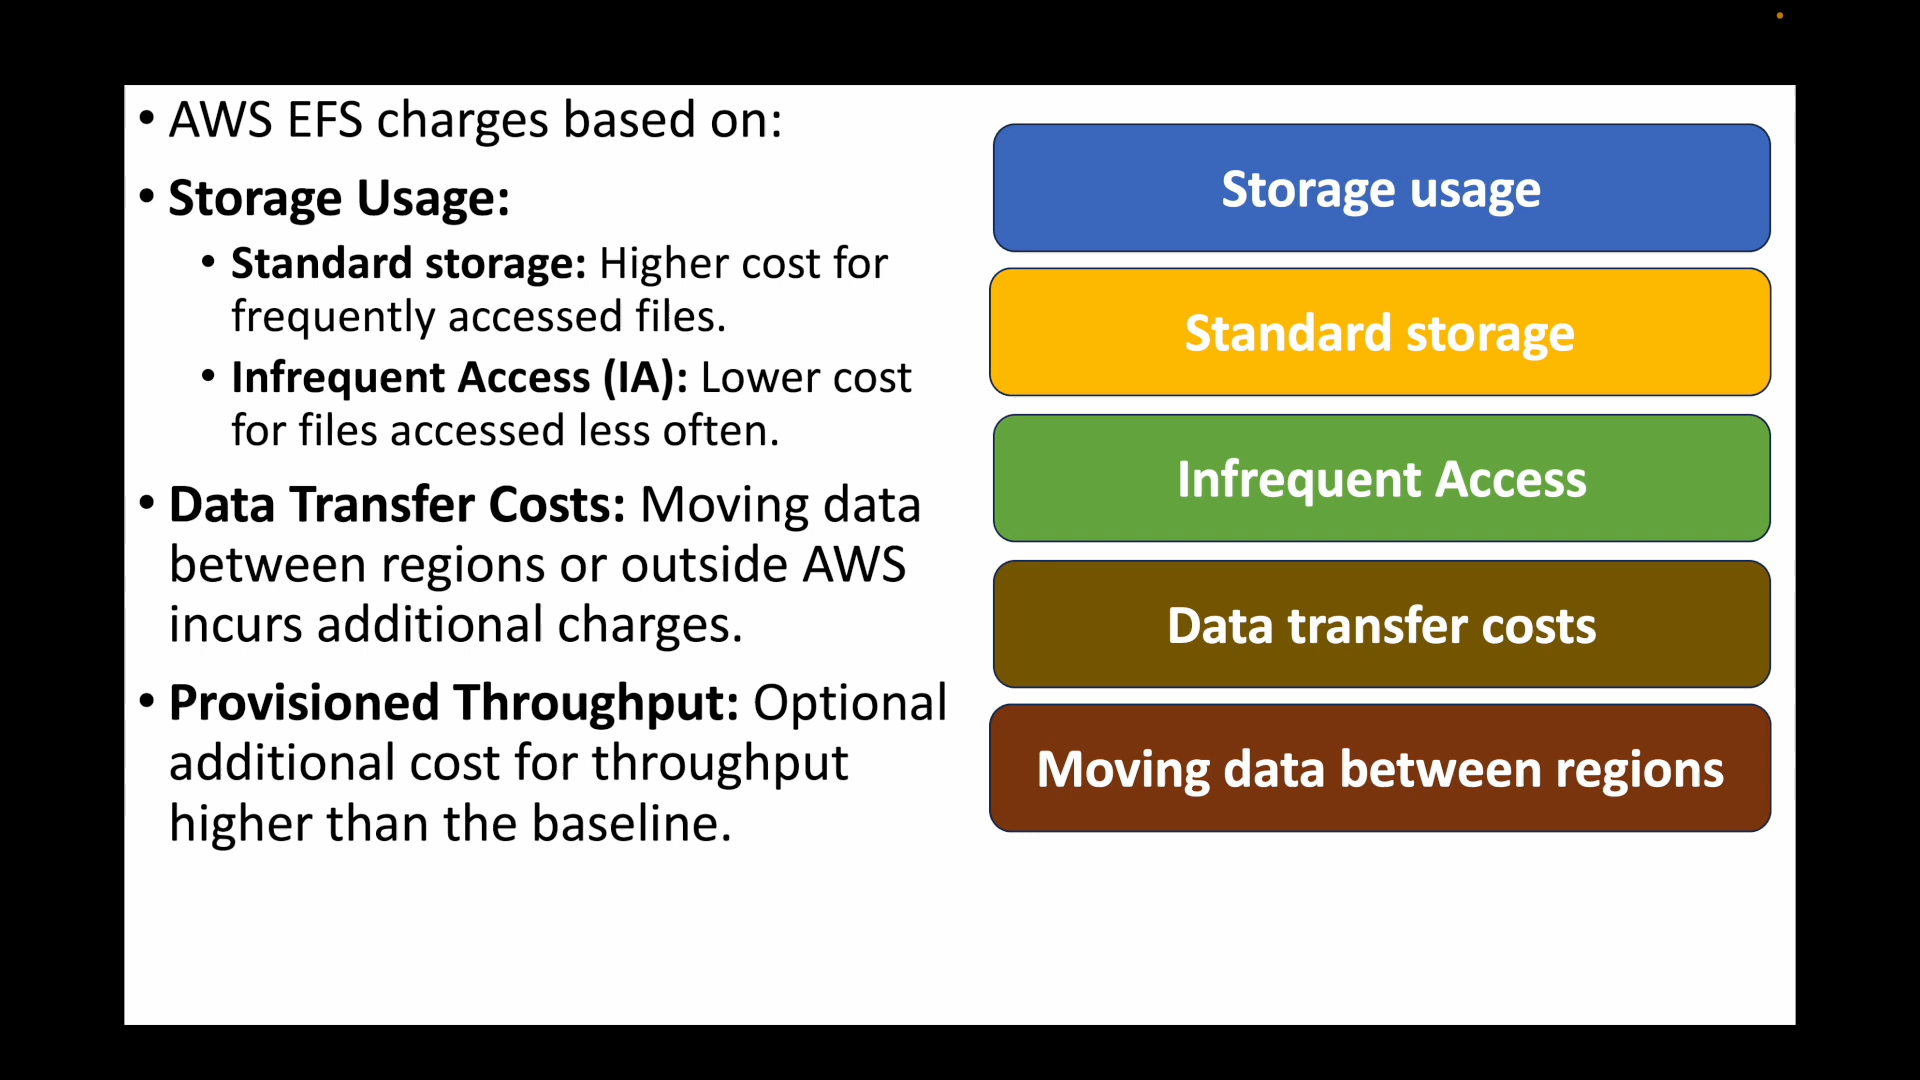 • AWS EFS charges based on:
• Storage Usage:
• Standard storage: Higher cost for
frequently accessed files.
• Infrequent Access (IA): Lower cost
for files accessed less often.
• Data Transfer Costs: Moving data
between regions or outside AWS
incurs additional charges.
• Provisioned Throughput: Optional
additional cost for throughput
higher than the baseline.
Storage usage
Standard storage
Infrequent Access
Data transfer costs
Moving data between regions